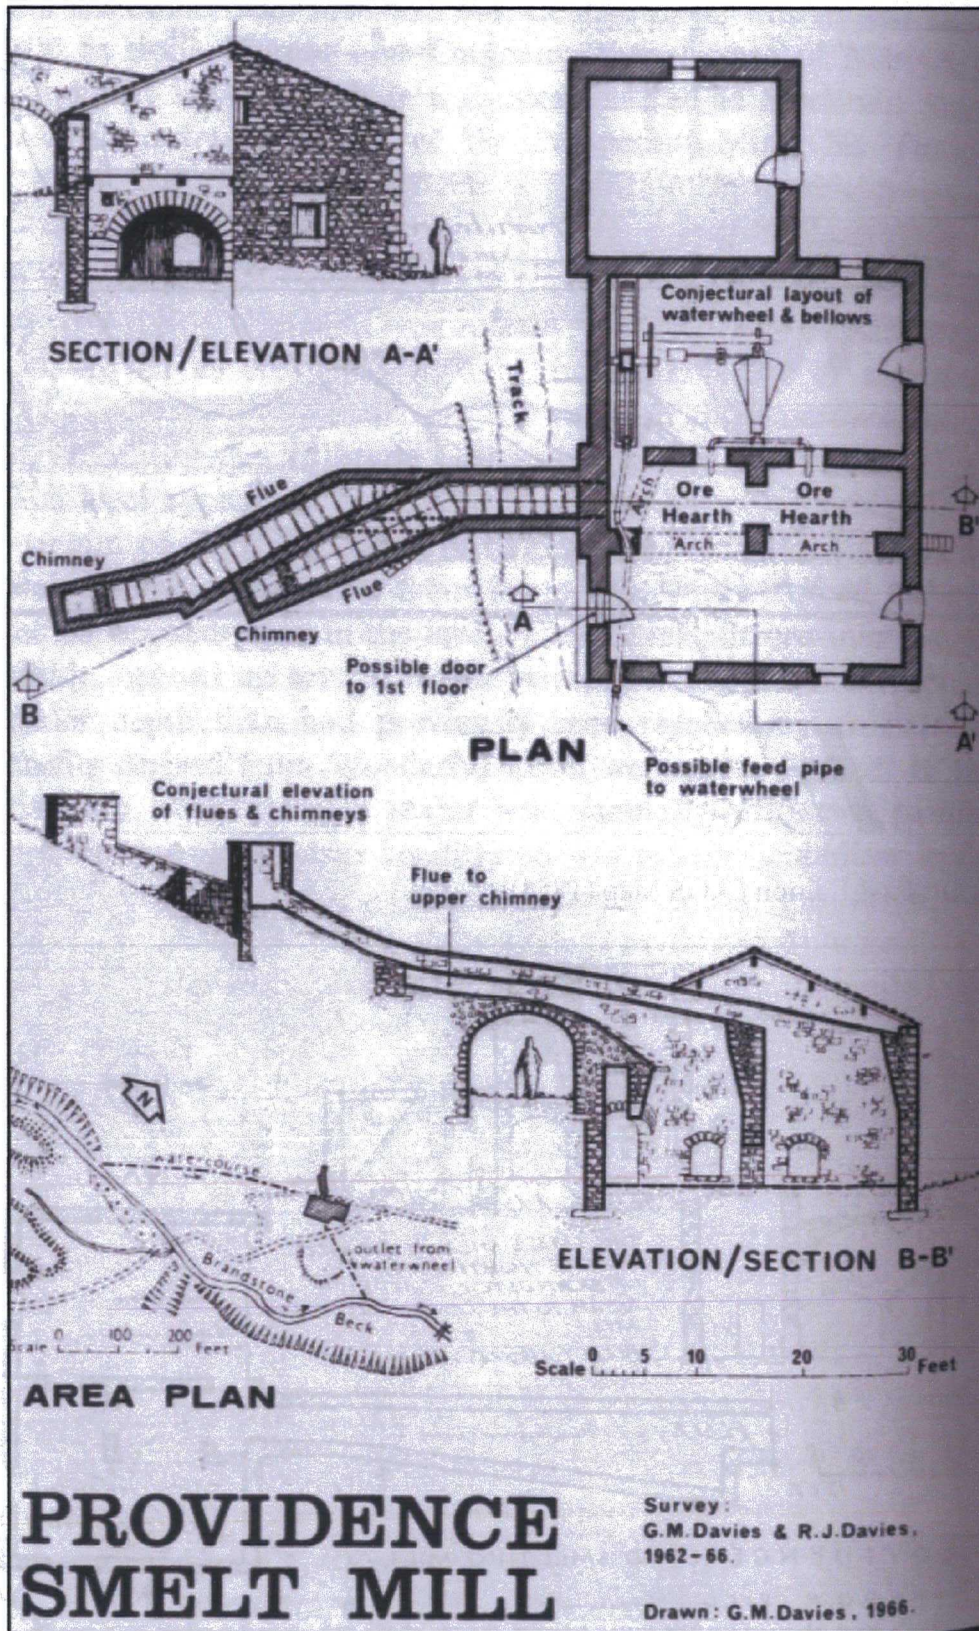 SECTION/ELEVATION A-A'
Conjectural layout of
waterwheel & bellows
Track
Flue
Chimney
Flue
Chimney
Arch
Ore
Hearth
Arch
Ore
Hearth
Arch
B'
A
B
Possible door
to 1st floor
A'
PLAN
Possible feed pipe
to waterwheel
Conjectural elevation
of flues & chimneys
Flue to
upper chimney
N
watercourse
outlet from
waterwheel
Brandstone
Beck
Scale 0 100 200 Feet
ELEVATION/SECTION B-B'
Scale 0 5 10 20 30 Feet
AREA PLAN
PROVIDENCE
SMELT MILL
Survey:
G.M.Davies & R.J.Davies,
1962-66.
Drawn: G.M.Davies, 1966.